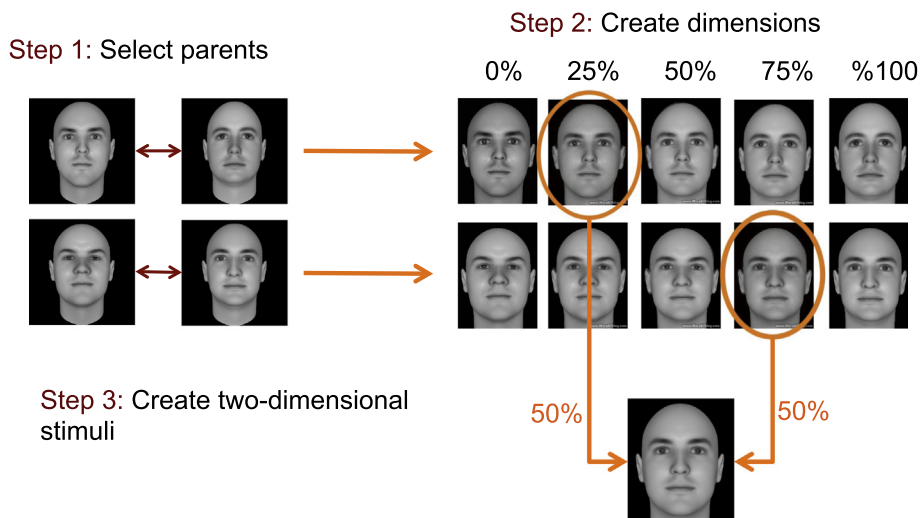 Step 1: Select parents
Step 2: Create dimensions
0% 25% 50% 75% %100
Step 3: Create two-dimensional
stimuli
50%
50%